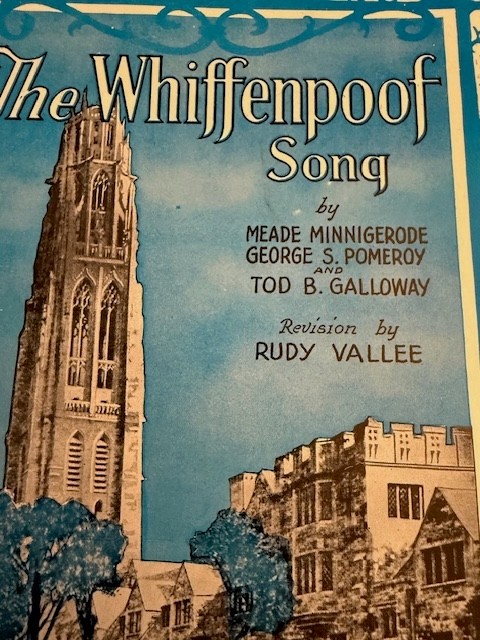 The Whiffenpoof
Song
by
MEADE MINNIGERODE
GEORGE S. POMEROY
AND
TOD B. GALLOWAY
Revision by
RUDY VALLEE